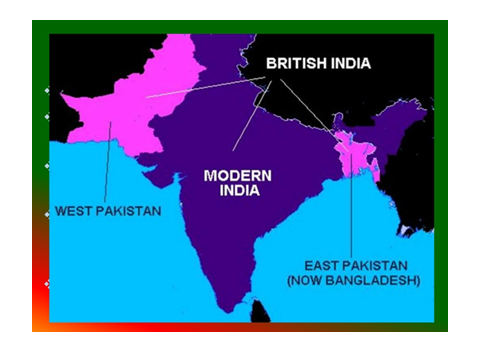 BRITISH INDIA
MODERN
INDIA
WEST PAKISTAN
EAST PAKISTAN
(NOW BANGLADESH)